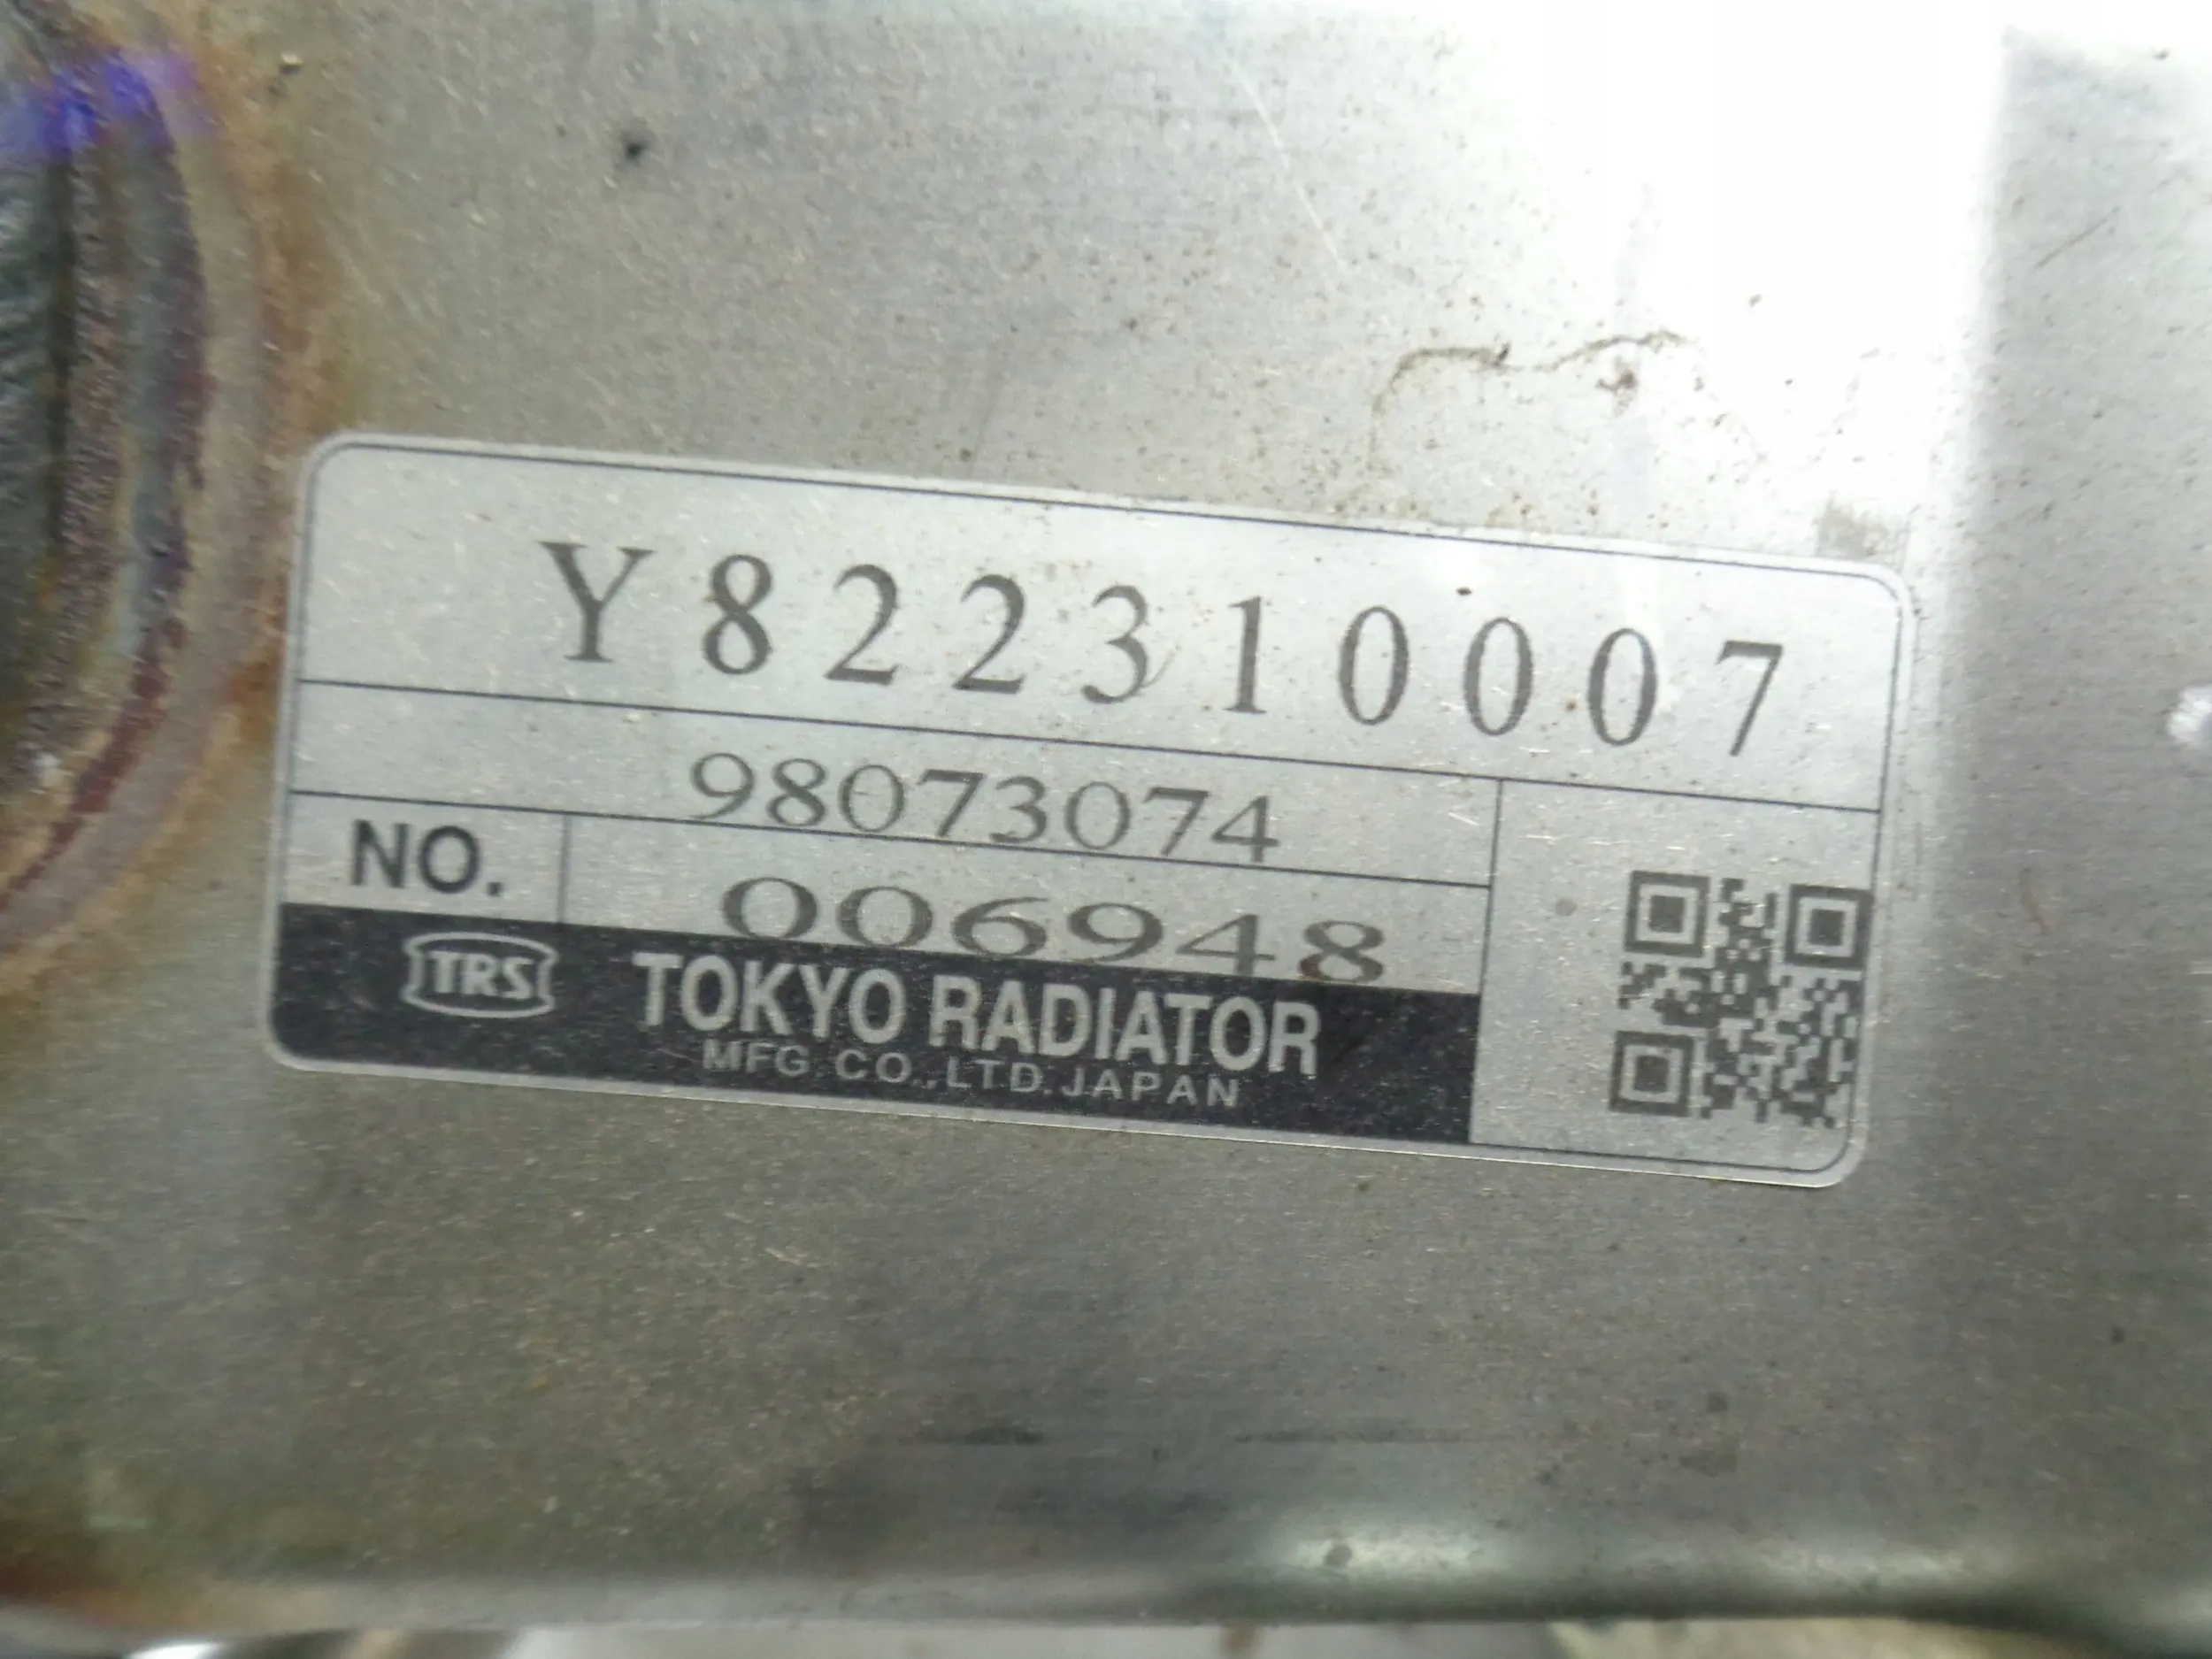 Y822310007
98073074
NO. 006948
TRS TOKYO RADIATOR
MFG. CO., LTD. JAPAN